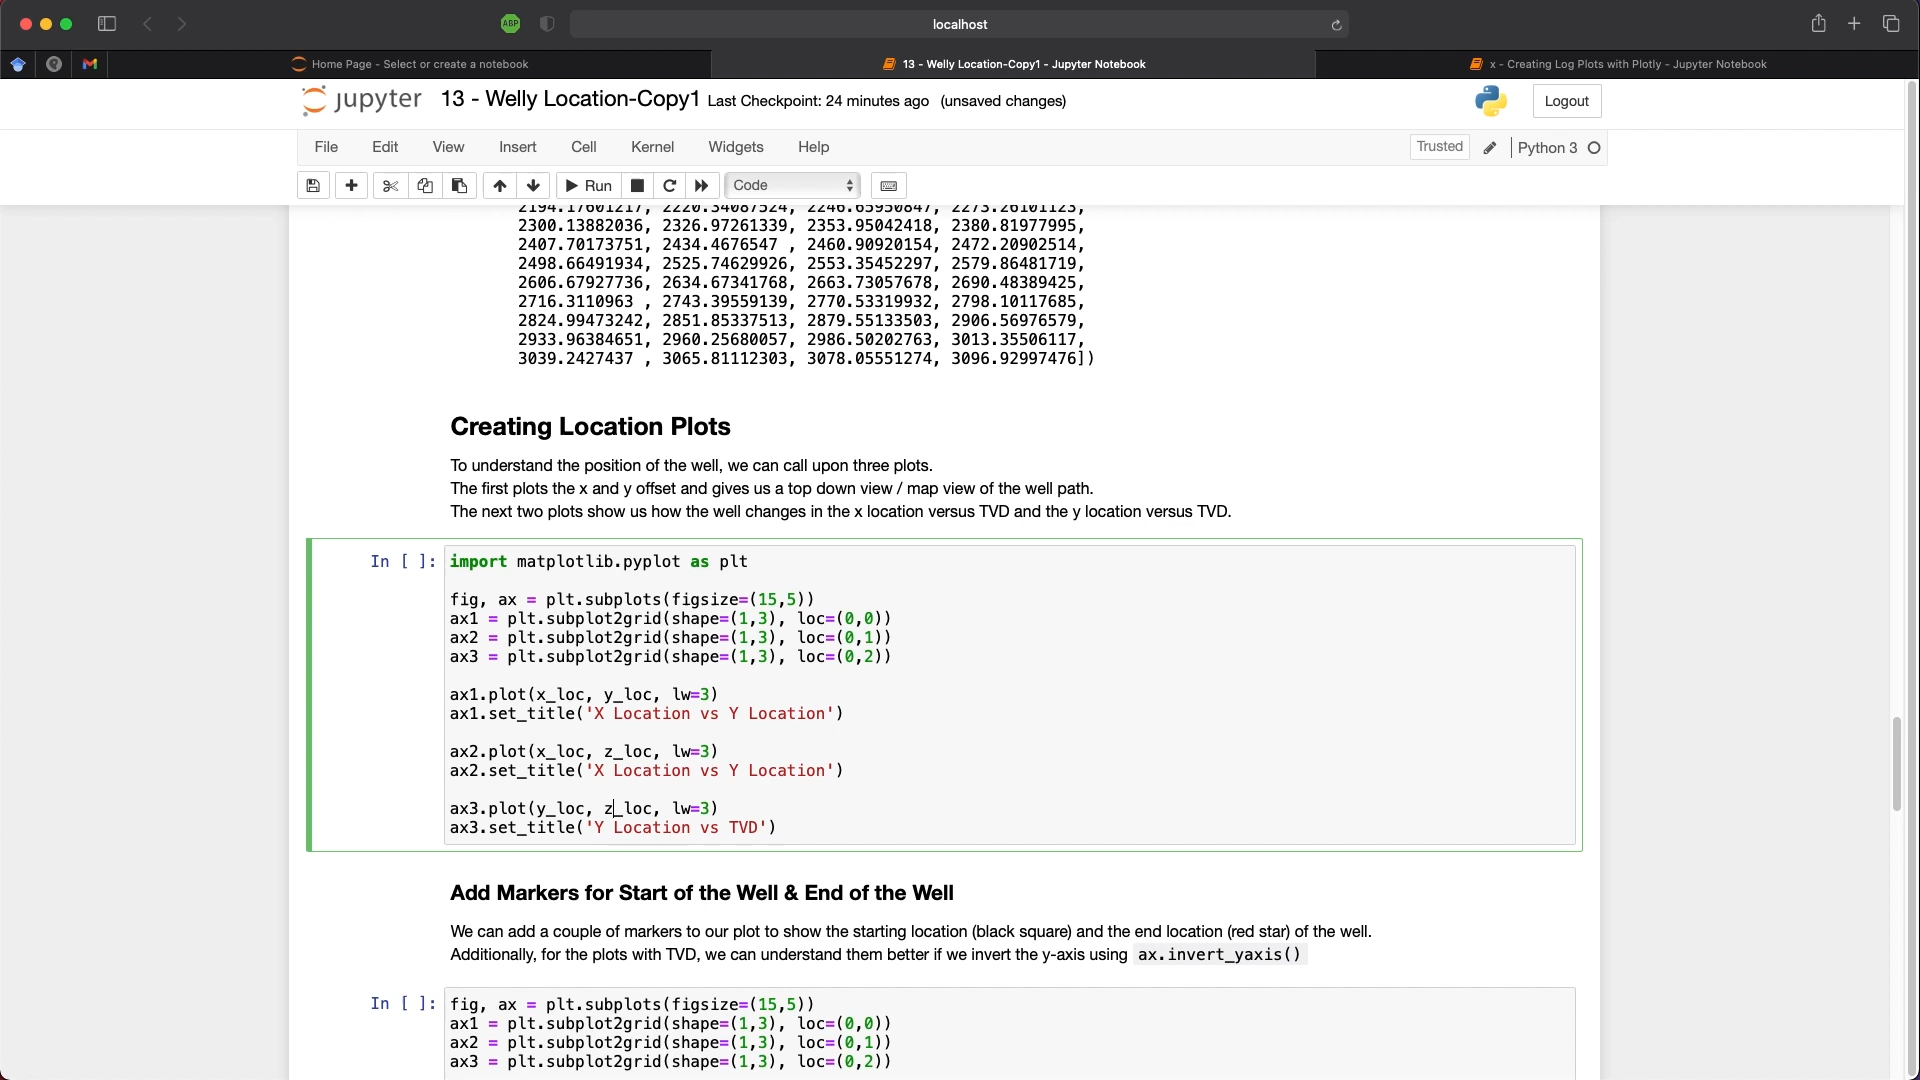 ABP
localhost
Home Page - Select or create a notebook
13 - Welly Location-Copy1 - Jupyter Notebook
x - Creating Log Plots with Plotly - Jupyter Notebook
jupyter 13 - Welly Location-Copy1 Last Checkpoint: 24 minutes ago (unsaved changes)
Logout
File Edit View Insert Cell Kernel Widgets Help
Trusted
Python 3
Run
Code
2194.17601217, 2220.34087524, 2246.65950847, 2273.26101123,
2300.13882036, 2326.97261339, 2353.95042418, 2380.81977995,
2407.70173751, 2434.4676547 , 2460.90920154, 2472.20902514,
2498.66491934, 2525.74629926, 2553.35452297, 2579.86481719,
2606.67927736, 2634.67341768, 2663.73057678, 2690.48389425,
2716.3110963 , 2743.39559139, 2770.53319932, 2798.10117685,
2824.99473242, 2851.85337513, 2879.55133503, 2906.56976579,
2933.96384651, 2960.25680057, 2986.50202763, 3013.35506117,
3039.2427437 , 3065.81112303, 3078.05551274, 3096.92997476])
Creating Location Plots
To understand the position of the well, we can call upon three plots.
The first plots the x and y offset and gives us a top down view / map view of the well path.
The next two plots show us how the well changes in the x location versus TVD and the y location versus TVD.
In [ ]:
import matplotlib.pyplot as plt
fig, ax = plt.subplots(figsize=(15,5))
ax1 = plt.subplot2grid(shape=(1,3), loc=(0,0))
ax2 = plt.subplot2grid(shape=(1,3), loc=(0,1))
ax3 = plt.subplot2grid(shape=(1,3), loc=(0,2))
ax1.plot(x_loc, y_loc, lw=3)
ax1.set_title('X Location vs Y Location')
ax2.plot(x_loc, z_loc, lw=3)
ax2.set_title('X Location vs Y Location')
ax3.plot(y_loc, z_loc, lw=3)
ax3.set_title('Y Location vs TVD')
Add Markers for Start of the Well & End of the Well
We can add a couple of markers to our plot to show the starting location (black square) and the end location (red star) of the well.
Additionally, for the plots with TVD, we can understand them better if we invert the y-axis using ax.invert_yaxis()
In [ ]:
fig, ax = plt.subplots(figsize=(15,5))
ax1 = plt.subplot2grid(shape=(1,3), loc=(0,0))
ax2 = plt.subplot2grid(shape=(1,3), loc=(0,1))
ax3 = plt.subplot2grid(shape=(1,3), loc=(0,2))